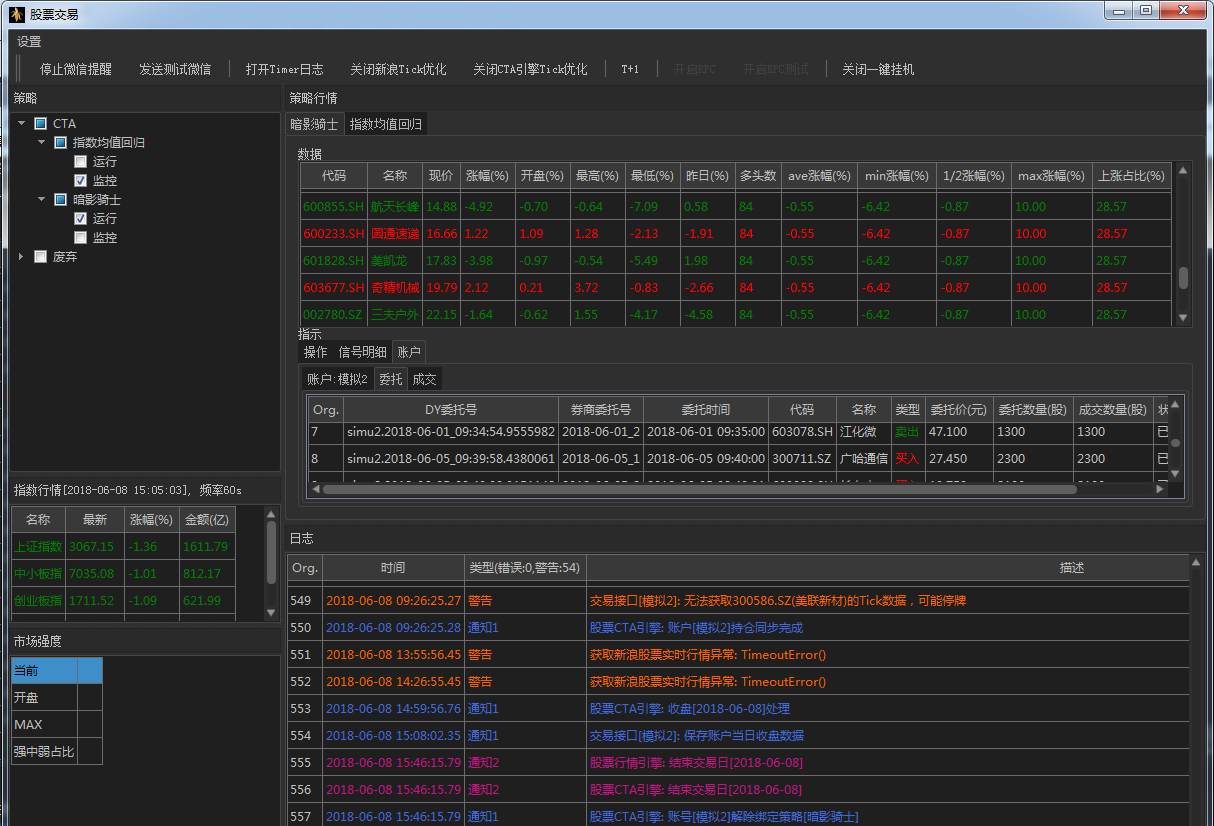 股票交易
设置
停止微信提醒 发送测试微信 打开Timer日志 关闭新浪Tick优化 关闭CTA引擎Tick优化 T+1 开启RPC 开启RPC测试 关闭一键挂机
策略
CTA
指数均值回归
运行
监控
暗影骑士
运行
监控
废弃
策略行情
暗影骑士 指数均值回归
数据
代码 名称 现价 涨幅(%) 开盘(%) 最高(%) 最低(%) 昨日(%) 多头数 ave涨幅(%) min涨幅(%) 1/2涨幅(%) max涨幅(%) 上涨占比(%)
600855.SH 航天长峰 14.88 -4.92 -0.70 -0.64 -7.09 0.58 84 -0.55 -6.42 -0.87 10.00 28.57
600233.SH 圆通速递 16.66 1.22 1.09 1.28 -2.13 -1.91 84 -0.55 -6.42 -0.87 10.00 28.57
601828.SH 美凯龙 17.83 -3.98 -0.97 -0.54 -5.49 1.98 84 -0.55 -6.42 -0.87 10.00 28.57
603677.SH 奇精机械 19.79 2.12 0.21 3.72 -0.83 -2.66 84 -0.55 -6.42 -0.87 10.00 28.57
002780.SZ 三夫户外 22.15 -1.64 -0.62 1.55 -4.17 -4.58 84 -0.55 -6.42 -0.87 10.00 28.57
指示
操作 信号明细 账户
账户:模拟2 委托 成交
Org. DY委托号 券商委托号 委托时间 代码 名称 类型 委托价(元) 委托数量(股) 成交数量(股) 状
7 simu2.2018-06-01_09:34:54.9555982 2018-06-01_2 2018-06-01 09:35:00 603078.SH 江化微 卖出 47.100 1300 1300 已
8 simu2.2018-06-05_09:39:58.4380061 2018-06-05_1 2018-06-05 09:40:00 300711.SZ 广哈通信 买入 27.450 2300 2300 已
指数行情[2018-06-08 15:05:03], 频率60s
名称 最新 涨幅(%) 金额(亿)
上证指数 3067.15 -1.36 1611.79
中小板指 7035.08 -1.01 812.17
创业板指 1711.52 -1.09 621.99
市场强度
当前
开盘
MAX
强中弱占比
日志
Org. 时间 类型(错误:0,警告:54) 描述
549 2018-06-08 09:26:25.27 警告 交易接口[模拟2]: 无法获取300586.SZ(美联新材)的Tick数据，可能停牌
550 2018-06-08 09:26:25.28 通知1 股票CTA引擎: 账户[模拟2]持仓同步完成
551 2018-06-08 13:55:56.45 警告 获取新浪股票实时行情异常: TimeoutError()
552 2018-06-08 14:26:55.45 警告 获取新浪股票实时行情异常: TimeoutError()
553 2018-06-08 14:59:56.76 通知1 股票CTA引擎: 收盘[2018-06-08]处理
554 2018-06-08 15:08:02.35 通知1 交易接口[模拟2]: 保存账户当日收盘数据
555 2018-06-08 15:46:15.79 通知2 股票行情引擎: 结束交易日[2018-06-08]
556 2018-06-08 15:46:15.79 通知2 股票CTA引擎: 结束交易日[2018-06-08]
557 2018-06-08 15:46:15.79 通知1 股票CTA引擎: 账号[模拟2]解除绑定策略[暗影骑士]